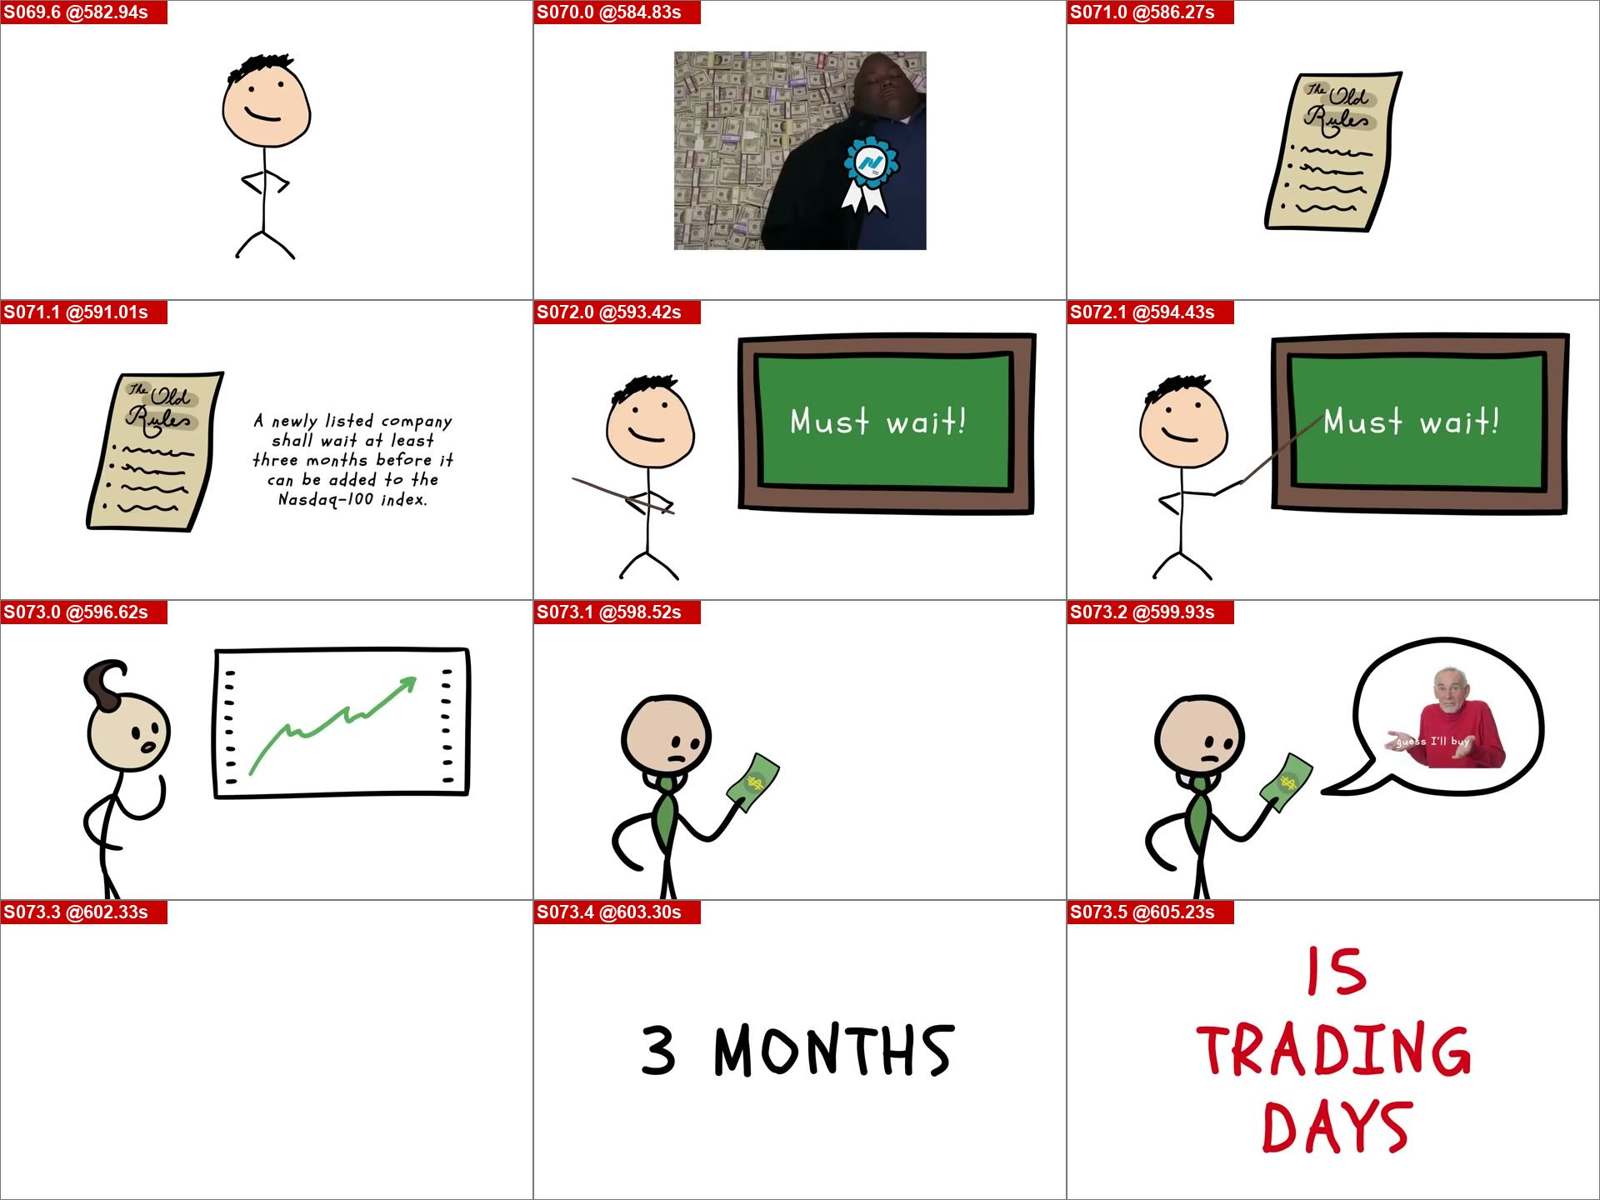 S069.6 @582.94s
S070.0 @584.83s
S071.0 @586.27s
The Old
Rules
S071.1 @591.01s
The Old
Rules
A newly listed company
shall wait at least
three months before it
can be added to the
Nasdaq-100 index.
S072.0 @593.42s
Must wait!
S072.1 @594.43s
Must wait!
S073.0 @596.62s
S073.1 @598.52s
$
S073.2 @599.93s
$
guess I'll buy
S073.3 @602.33s
S073.4 @603.30s
3 MONTHS
S073.5 @605.23s
15
TRADING
DAYS